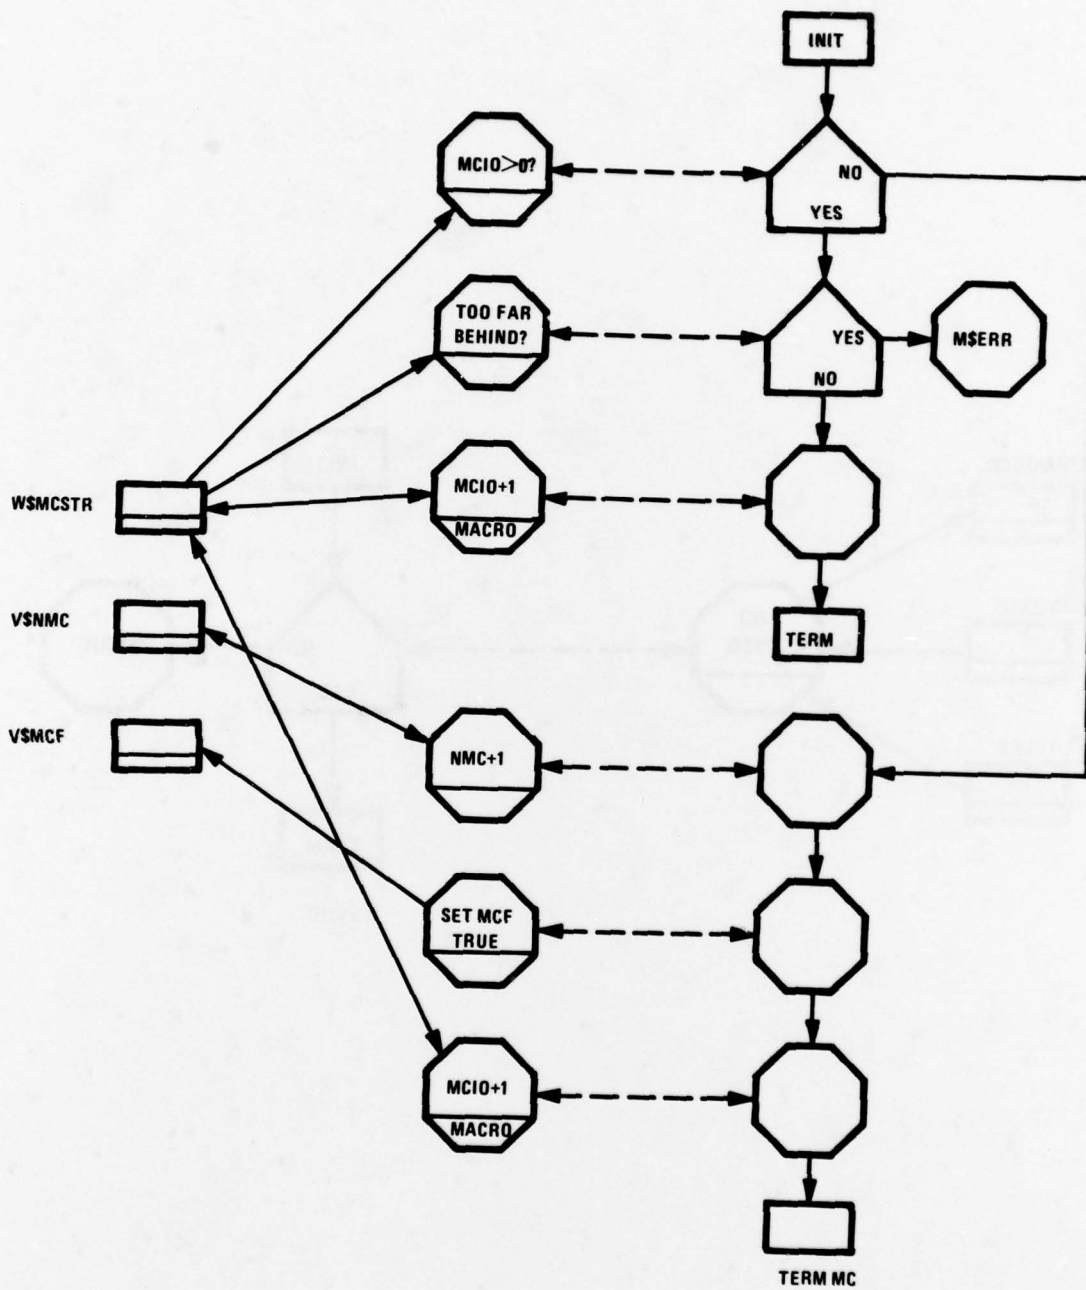 INIT
MCIO>0?
NO
YES
TOO FAR
BEHIND?
YES
NO
M$ERR
W$MCSTR
MCIO+1
MACRO
V$NMC
TERM
V$MCF
NMC+1
SET MCF
TRUE
MCIO+1
MACRO
TERM MC